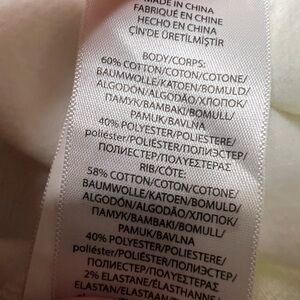 MADE IN CHINA
FABRIQUÉ EN CHINE
HECHO EN CHINA
ÇİN'DE ÜRETİLMİŞTİR
BODY/CORPS:
60% COTTON/COTON/COTONE/
BAUMWOLLE/KATOEN/BOMULD/
ALGODÓN/ALGODÃO/ХЛОПОК/
ПАМУК/BAMBAKI/BOMULL/
PAMUK/BAVLNA
40% POLYESTER/POLIESTERE/
poliéster/POLIESTER/ПОЛИЭСТЕР/
ПОЛИЕСТЕР/ΠΟΛΥΕΣΤΕΡΑΣ
RIB/CÔTE:
58% COTTON/COTON/COTONE/
BAUMWOLLE/KATOEN/BOMULD/
ALGODÓN/ALGODÃO/ХЛОПОК/
ПАМУК/BAMBAKI/BOMULL/
PAMUK/BAVLNA
40% POLYESTER/POLIESTERE/
poliéster/POLIESTER/ПОЛИЭСТЕР/
ПОЛИЕСТЕР/ΠΟΛΥΕΣΤΕΡΑΣ
2% ELASTANE/ÉLASTHANNE/